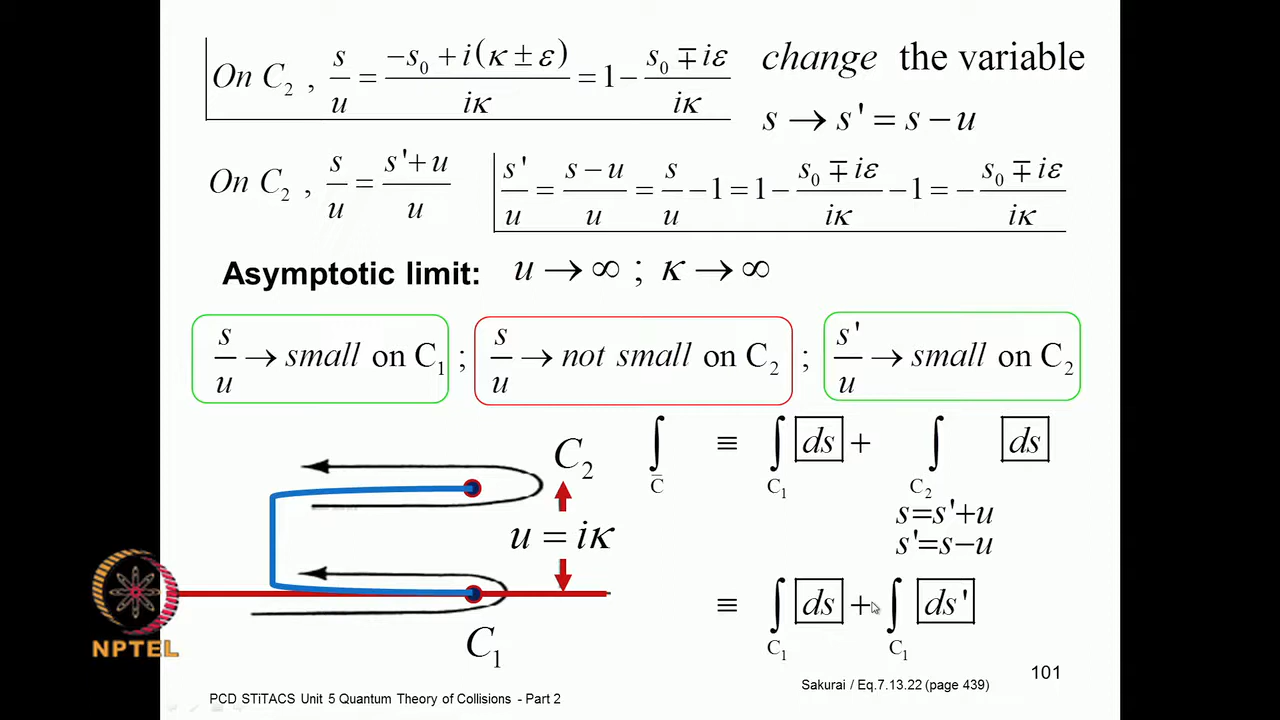 On C₂ , s/u = (−s₀ + i(κ ± ε))/(iκ) = 1 − (s₀ ∓ iε)/(iκ)
change the variable
s → s' = s − u
On C₂ , s/u = (s'+u)/u
s'/u = (s − u)/u = s/u − 1 = 1 − (s₀ ∓ iε)/(iκ) − 1 = − (s₀ ∓ iε)/(iκ)
Asymptotic limit: u → ∞ ; κ → ∞
s/u → small on C₁ ; s/u → not small on C₂ ; s'/u → small on C₂
C₂
u = iκ
C₁
∫_C̄ ≡ ∫_C₁ ds + ∫_C₂ ds
s=s'+u
s'=s−u
≡ ∫_C₁ ds + ∫_C₁ ds'
NPTEL
101
Sakurai / Eq.7.13.22 (page 439)
PCD STiTACS Unit 5 Quantum Theory of Collisions - Part 2